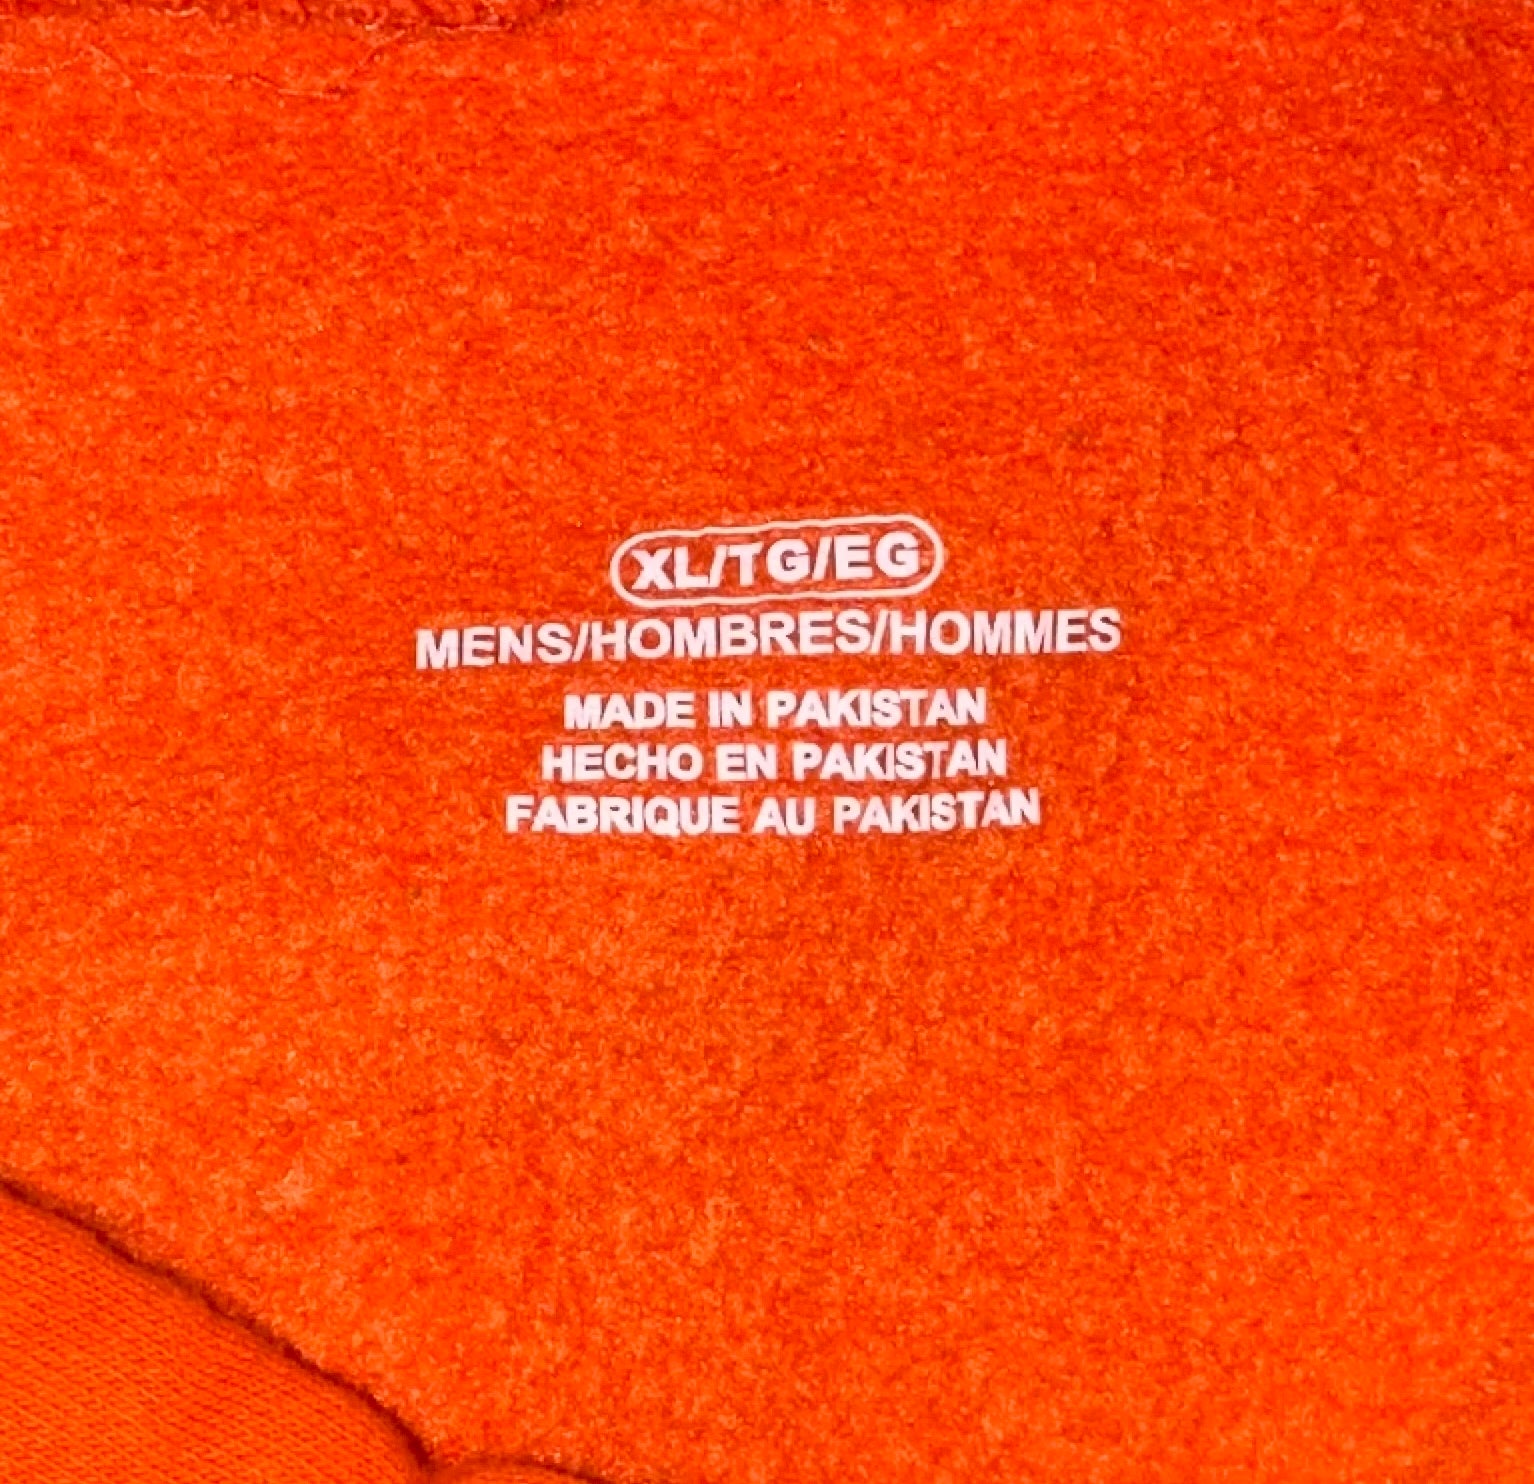 XL/TG/EG
MENS/HOMBRES/HOMMES
MADE IN PAKISTAN
HECHO EN PAKISTAN
FABRIQUE AU PAKISTAN